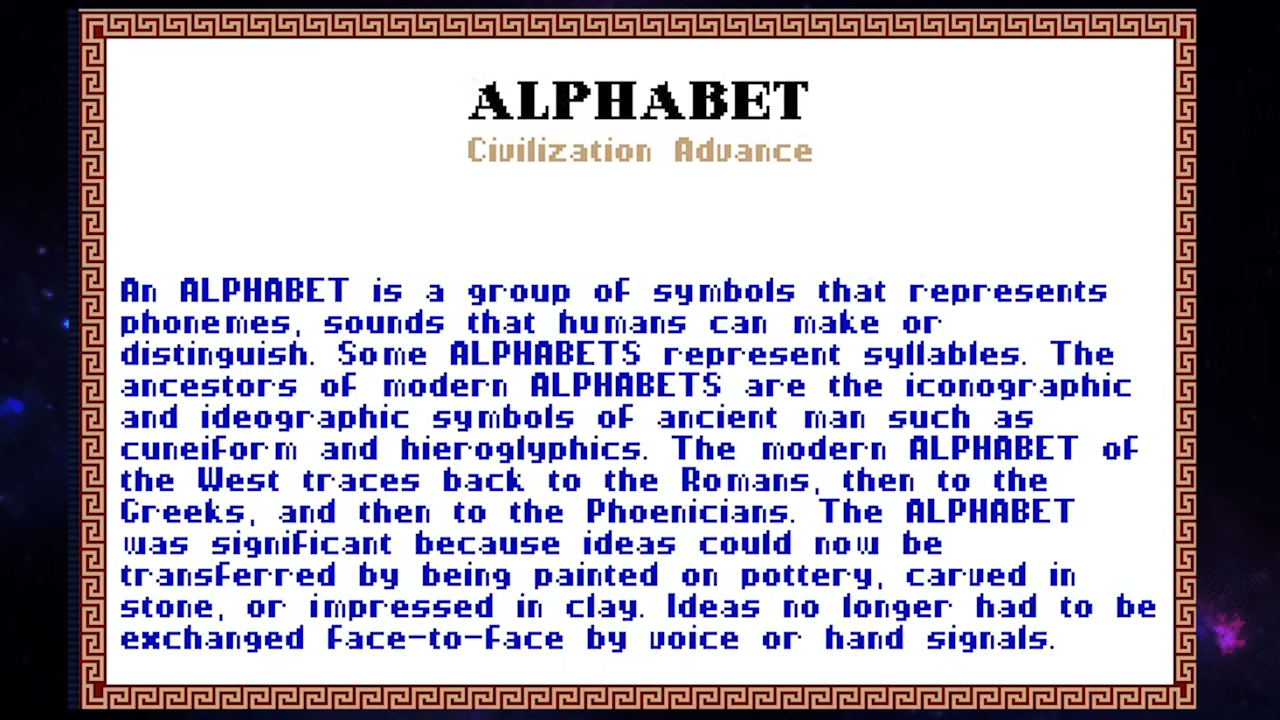 ALPHABET
Civilization Advance
An ALPHABET is a group of symbols that represents
phonemes, sounds that humans can make or
distinguish. Some ALPHABETS represent syllables. The
ancestors of modern ALPHABETS are the iconographic
and ideographic symbols of ancient man such as
cuneiform and hieroglyphics. The modern ALPHABET of
the West traces back to the Romans, then to the
Greeks, and then to the Phoenicians. The ALPHABET
was significant because ideas could now be
transferred by being painted on pottery, carved in
stone, or impressed in clay. Ideas no longer had to be
exchanged face-to-face by voice or hand signals.